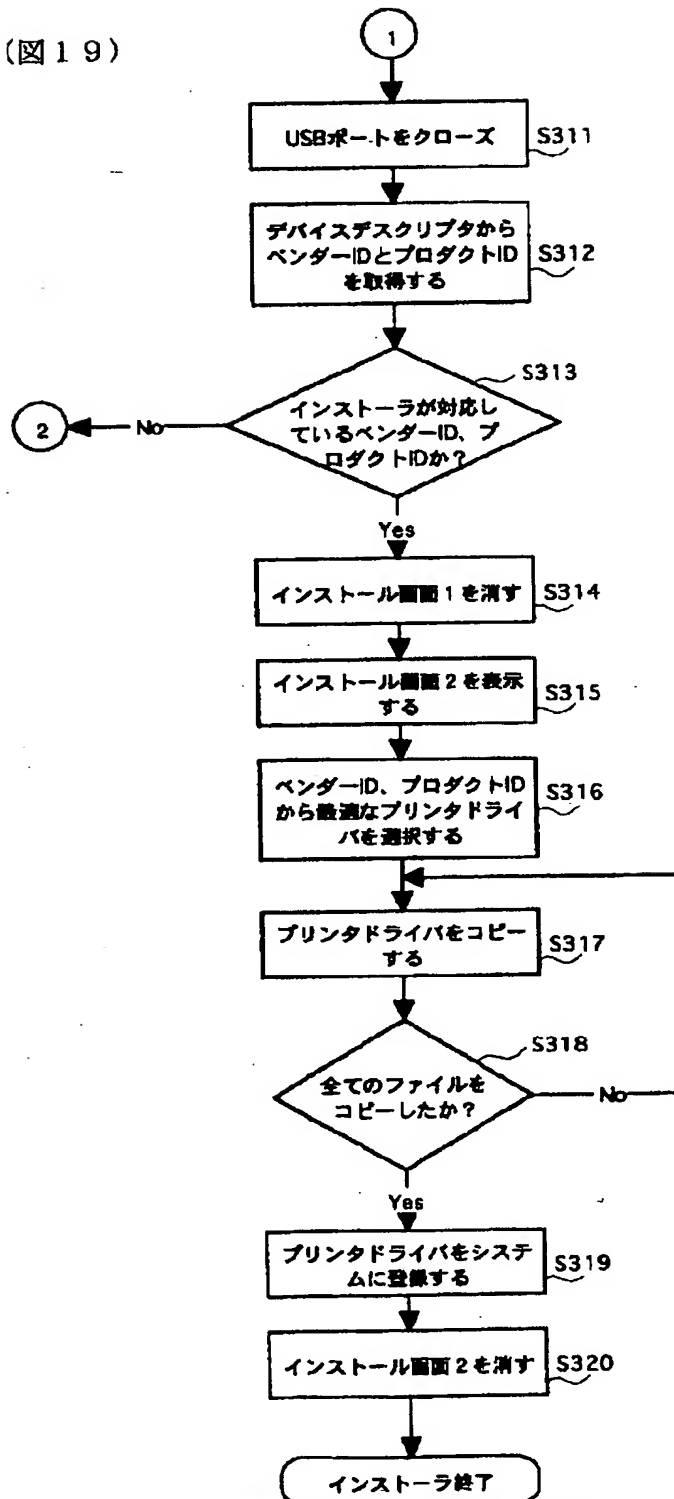 (図19)
1
USBポートをクローズ
S311
デバイスデスクリプタから
ベンダーIDとプロダクトID
を取得する
S312
S313
インストーラが対応し
ているベンダーID、プ
ロダクトIDか？
No
2
Yes
インストール画面1を消す
S314
インストール画面2を表示
する
S315
ベンダーID、プロダクトID
から最適なプリンタドライ
バを選択する
S316
プリンタドライバをコピー
する
S317
S318
全てのファイルを
コピーしたか？
No
Yes
プリンタドライバをシステ
ムに登録する
S319
インストール画面2を消す
S320
インストーラ終了